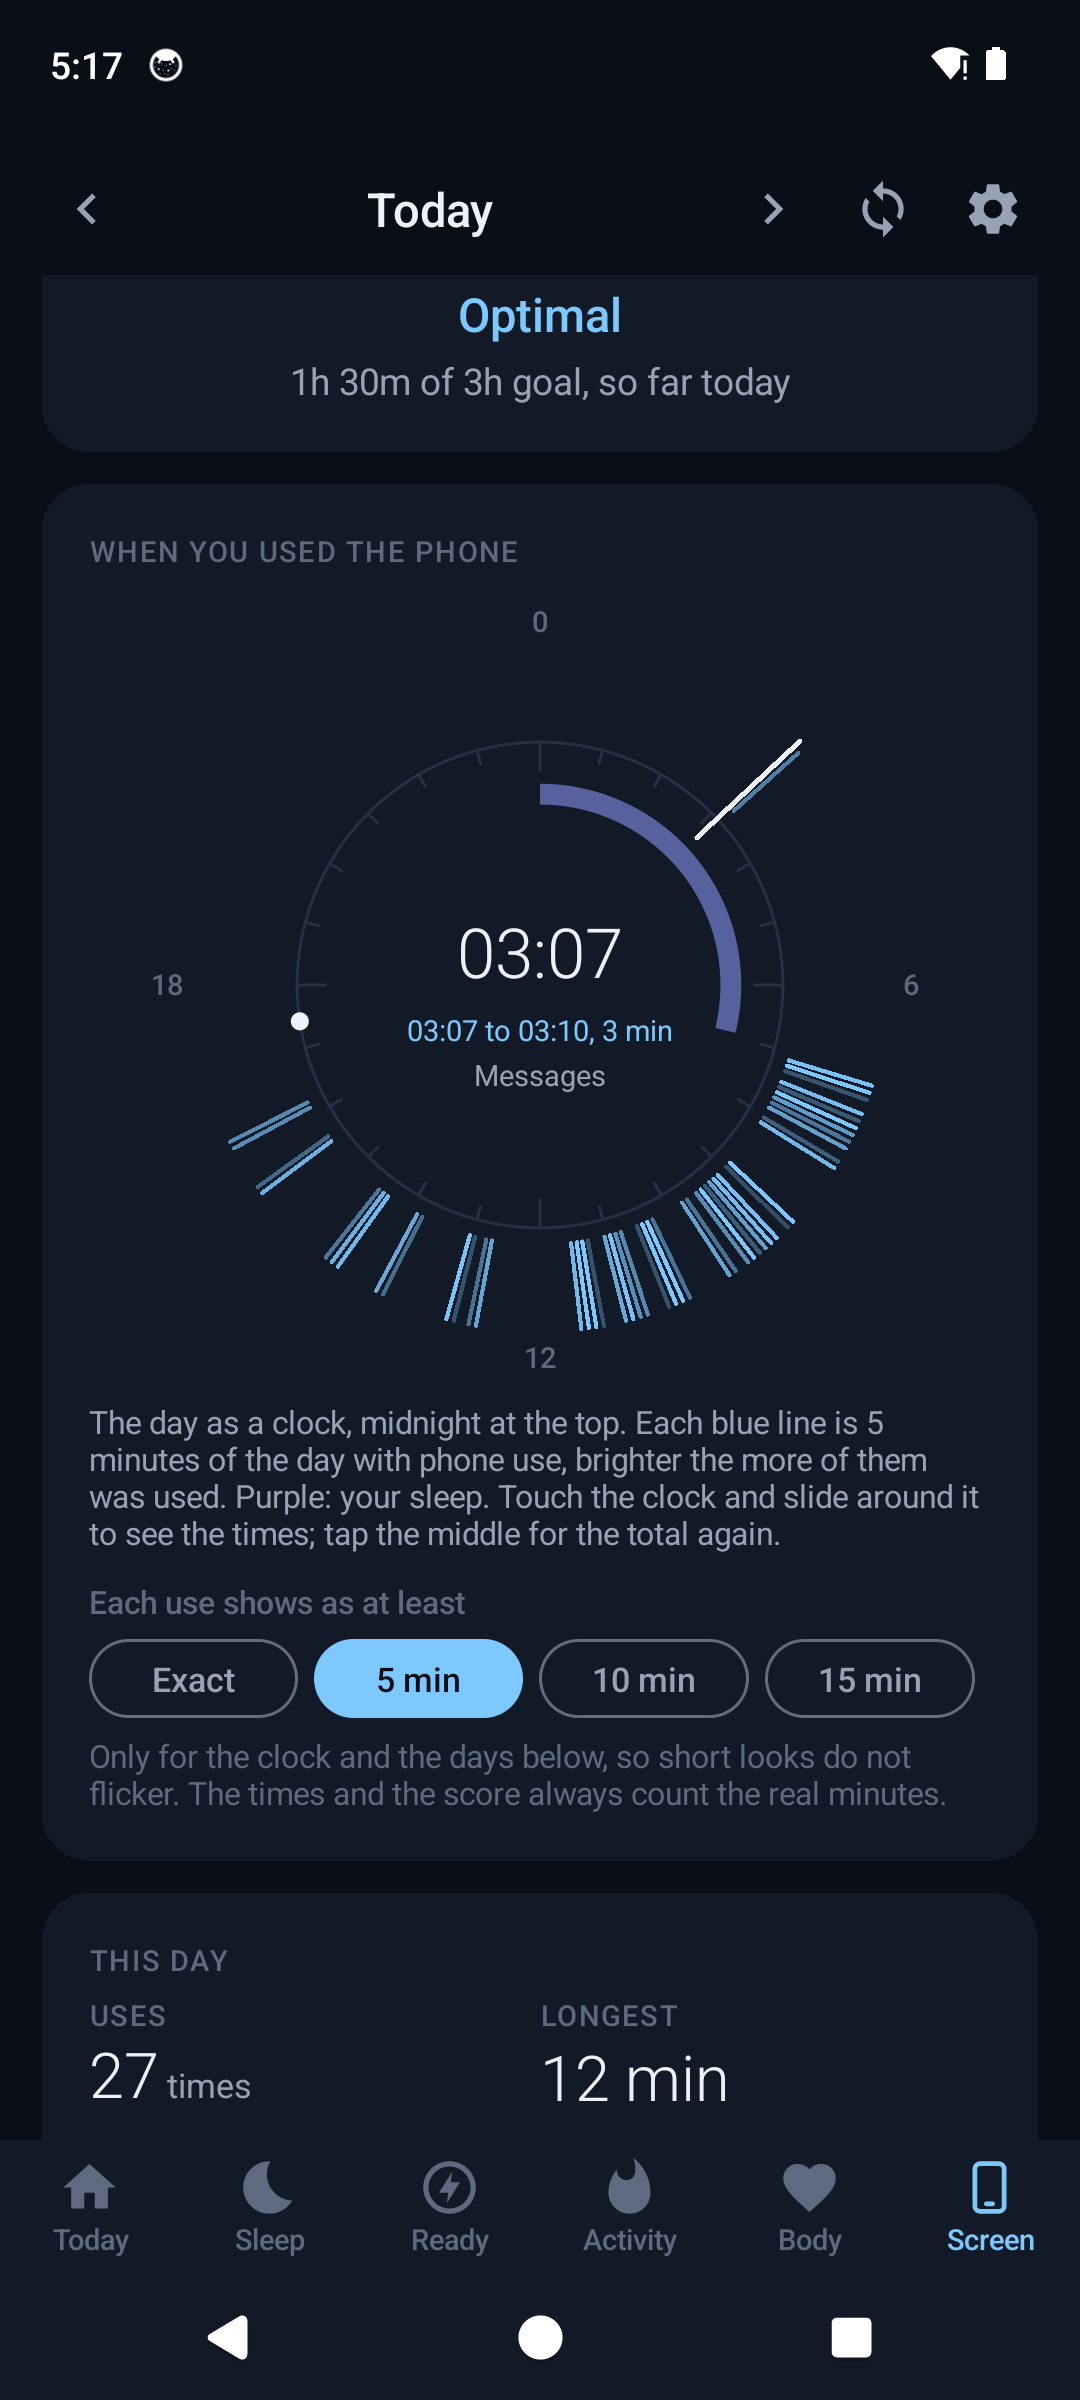 5:17
Today
Optimal
1h 30m of 3h goal, so far today
WHEN YOU USED THE PHONE
0
03:07
18
6
03:07 to 03:10, 3 min
Messages
12
The day as a clock, midnight at the top. Each blue line is 5
minutes of the day with phone use, brighter the more of them
was used. Purple: your sleep. Touch the clock and slide around it
to see the times; tap the middle for the total again.
Each use shows as at least
Exact
5 min
10 min
15 min
Only for the clock and the days below, so short looks do not
flicker. The times and the score always count the real minutes.
THIS DAY
USES
LONGEST
27 times
12 min
Today
Sleep
Ready
Activity
Body
Screen